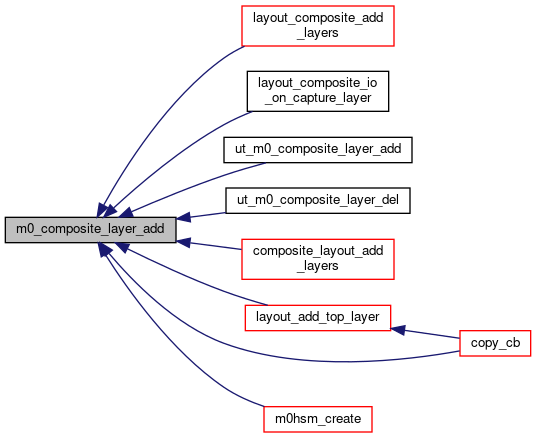 layout_composite_add
_layers
layout_composite_io
_on_capture_layer
ut_m0_composite_layer_add
ut_m0_composite_layer_del
m0_composite_layer_add
composite_layout_add
_layers
layout_add_top_layer
copy_cb
m0hsm_create